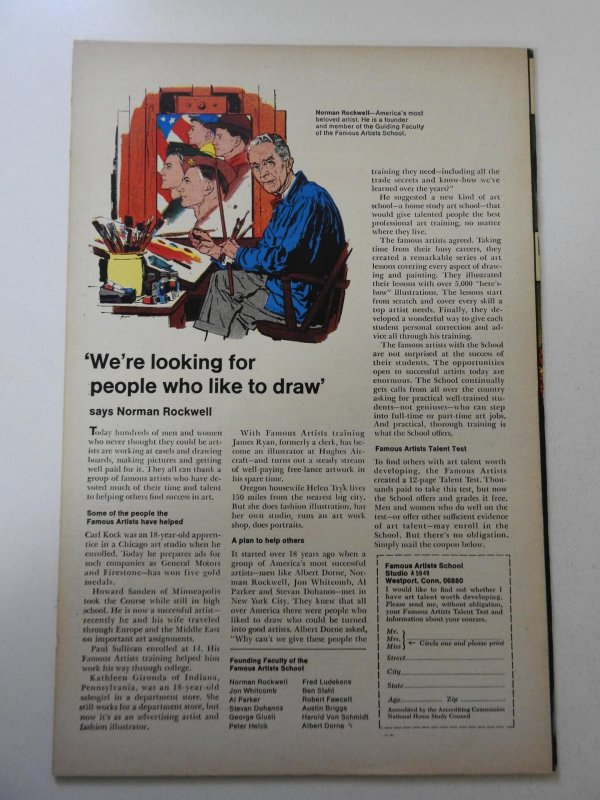 Norman Rockwell—America's most
beloved artist. He is a founder
and member of the Guiding Faculty
of the Famous Artists School.
'We're looking for
people who like to draw'
says Norman Rockwell
Today hundreds of men and women
who never thought they could be art-
ists are working at easels and drawing
boards, making pictures and getting
well paid for it. They all can thank a
group of famous artists who have de-
voted much of their time and talent
to helping others find success in art.
Some of the people the
Famous Artists have helped
Carl Kock was an 18-year-old appren-
tice in a Chicago art studio when he
enrolled. Today he prepares ads for
such companies as General Motors
and Firestone—has won five gold
medals.
Howard Sanden of Minneapolis
took the Course while still in high
school. He is now a successful artist—
recently he and his wife traveled
through Europe and the Middle East
on important art assignments.
Paul Sullivan enrolled at 14. His
Famous Artists training helped him
work his way through college.
Kathleen Gironda of Indiana,
Pennsylvania, was an 18-year-old
salesgirl in a department store. She
still works for a department store, but
now it's as an advertising artist and
fashion illustrator.
With Famous Artists training
James Ryan, formerly a clerk, has be-
come an illustrator at Hughes Air-
craft—and turns out a steady stream
of well-paying free-lance artwork in
his spare time.
Oregon housewife Helen Tryk lives
150 miles from the nearest big city.
But she does fashion illustration, has
her own studio, runs an art work
shop, does portraits.
A plan to help others
It started over 18 years ago when a
group of America's most successful
artists—men like Albert Dorne, Nor-
man Rockwell, Jon Whitcomb, Al
Parker and Stevan Dohanos—met in
New York City. They knew that all
over America there were people who
liked to draw who could be turned
into good artists. Albert Dorne asked,
"Why can't we give these people the
Founding Faculty of the
Famous Artists School
Norman Rockwell
Jon Whitcomb
Al Parker
Stevan Dohanos
George Giusti
Peter Helck
Fred Ludekens
Ben Stahl
Robert Fawcett
Austin Briggs
Harold Von Schmidt
Albert Dorne
training they need—including all the
trade secrets and know-how we've
learned over the years?"
He suggested a new kind of art
school—a home study art school—that
would give talented people the best
professional art training, no matter
where they live.
The famous artists agreed. Taking
time from their busy careers, they
created a remarkable series of art
lessons covering every aspect of draw-
ing and painting. They illustrated
their lessons with over 5,000 "here's-
how" illustrations. The lessons start
from scratch and cover every skill a
top artist needs. Finally, they de-
veloped a wonderful way to give each
student personal correction and ad-
vice all through his training.
The famous artists with the School
are not surprised at the success of
their students. The opportunities
open to successful artists today are
enormous. The School continually
gets calls from all over the country
asking for practical well-trained stu-
dents—not geniuses—who can step
into full-time or part-time art jobs.
And practical, thorough training is
what the School offers.
Famous Artists Talent Test
To find others with art talent worth
developing, the Famous Artists
created a 12-page Talent Test. Thou-
sands paid to take this test, but now
the School offers and grades it free.
Men and women who do well on the
test—or offer other sufficient evidence
of art talent—may enroll in the
School. But there's no obligation.
Simply mail the coupon below.
Famous Artists School
Studio A 5949
Westport, Conn. 06880
I would like to find out whether I
have art talent worth developing.
Please send me, without obligation,
your Famous Artists Talent Test and
information about your courses.
Mr.
Mrs. ← Circle one and please print
Miss
Street
City
State
Age Zip
Accredited by the Accrediting Commission
National Home Study Council